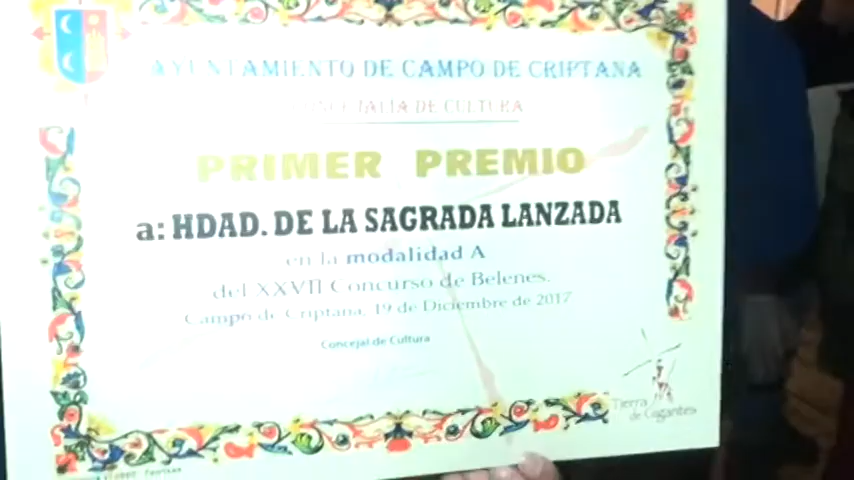 AYUNTAMIENTO DE CAMPO DE CRIPTANA
CONCEJALÍA DE CULTURA
PRIMER PREMIO
a: HDAD. DE LA SAGRADA LANZADA
en la modalidad A
del XXVII Concurso de Belenes.
Campo de Criptana, 19 de Diciembre de 2017
Concejal de Cultura
Tierra
de Gigantes